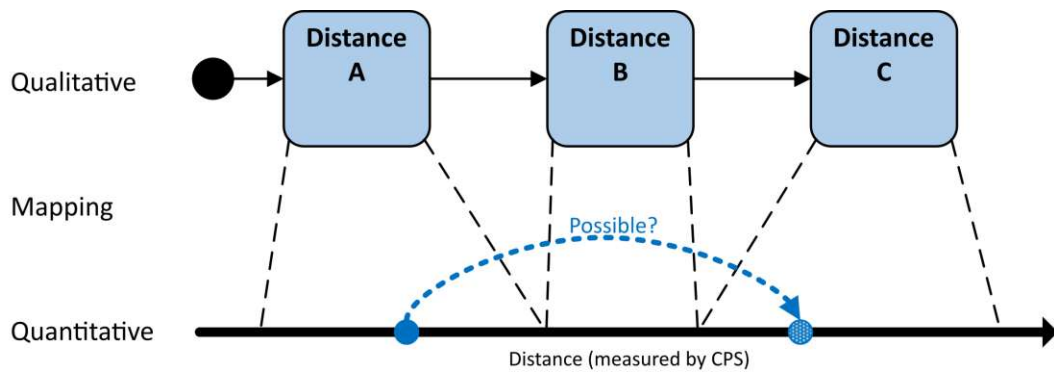 Distance
A
Distance
B
Distance
C
Qualitative
Mapping
Possible?
Quantitative
Distance (measured by CPS)